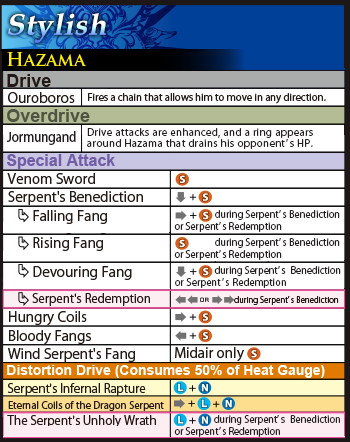 Stylish
HAZAMA
Drive
Ouroboros Fires a chain that allows him to move in any direction.
Overdrive
Jormungand Drive attacks are enhanced, and a ring appears
around Hazama that drains his opponent's HP.
Special Attack
Venom Sword S
Serpent's Benediction ⬇ + S
Falling Fang ➡ + S during Serpent's Benediction
or Serpent's Redemption
Rising Fang S during Serpent's Benediction
or Serpent's Redemption
Devouring Fang ⬇ + S during Serpent's Benediction
or Serpent's Redemption
Serpent's Redemption ⬅⬅ OR ➡➡ during Serpent's Benediction
Hungry Coils ➡ + S
Bloody Fangs ⬅ + S
Wind Serpent's Fang Midair only S
Distortion Drive (Consumes 50% of Heat Gauge)
Serpent's Infernal Rapture L + N
Eternal Coils of the Dragon Serpent ➡ + L + N
The Serpent's Unholy Wrath L + N during Serpent's Benediction
or Serpent's Redemption